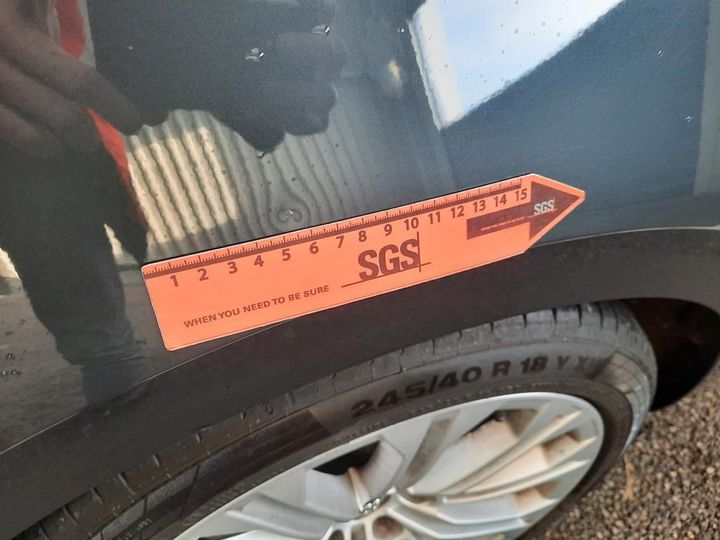 1 2 3 4 5 6 7 8 9 10 11 12 13 14 15
SGS
SGS
WHEN YOU NEED TO BE SURE
245/40 R 18 Y